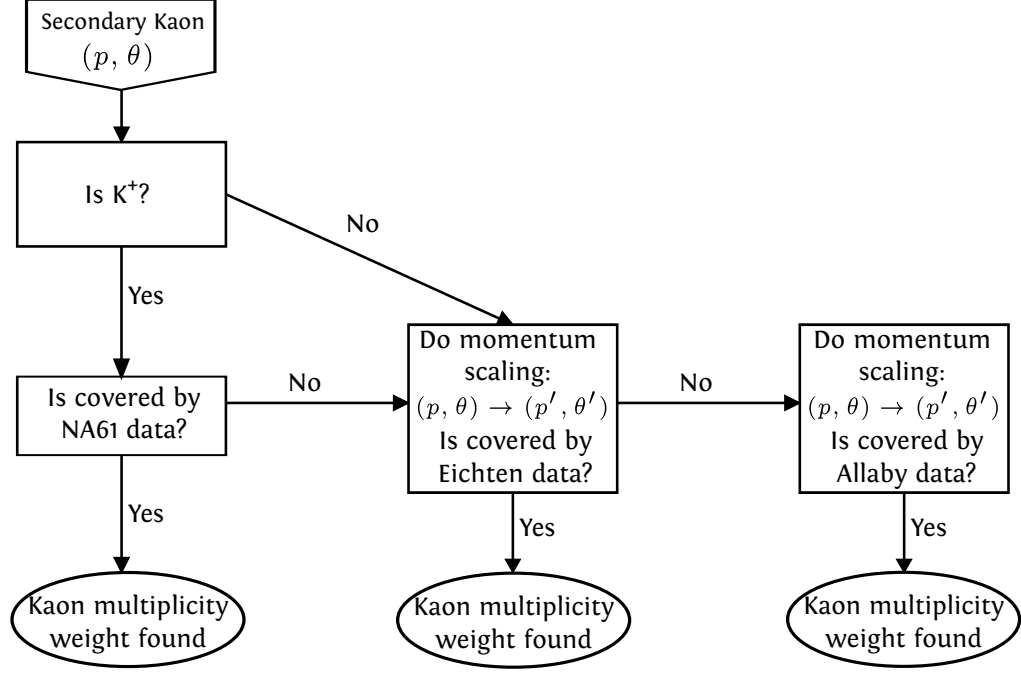 Secondary Kaon
(p, θ)
Is K⁺?
No
Yes
Is covered by
NA61 data?
No
Do momentum
scaling:
(p, θ) → (p′, θ′)
Is covered by
Eichten data?
No
Do momentum
scaling:
(p, θ) → (p′, θ′)
Is covered by
Allaby data?
Yes
Yes
Yes
Kaon multiplicity
weight found
Kaon multiplicity
weight found
Kaon multiplicity
weight found